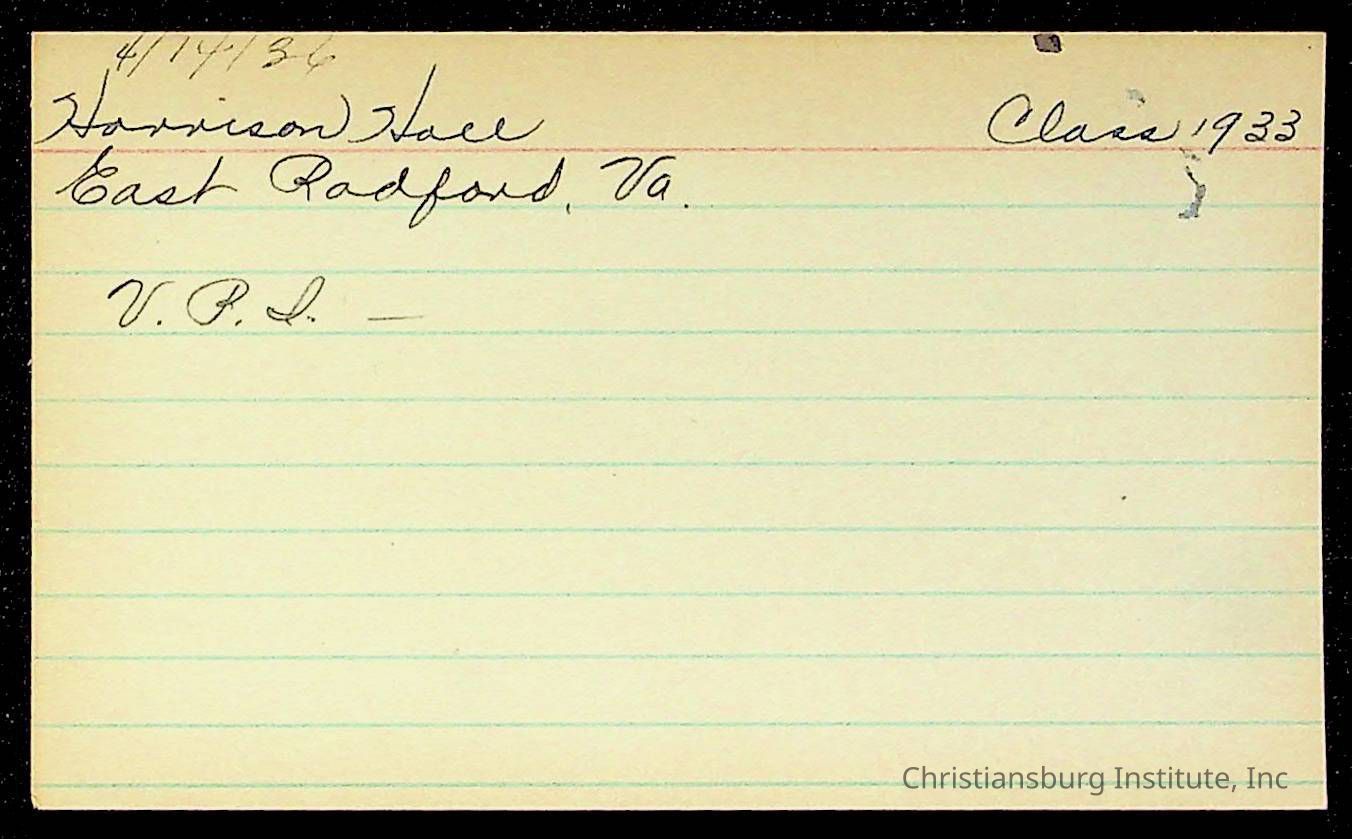 4/14/36
Harrison Hall Class 1933
East Radford, Va.
V. P. I. —
Christiansburg Institute, Inc